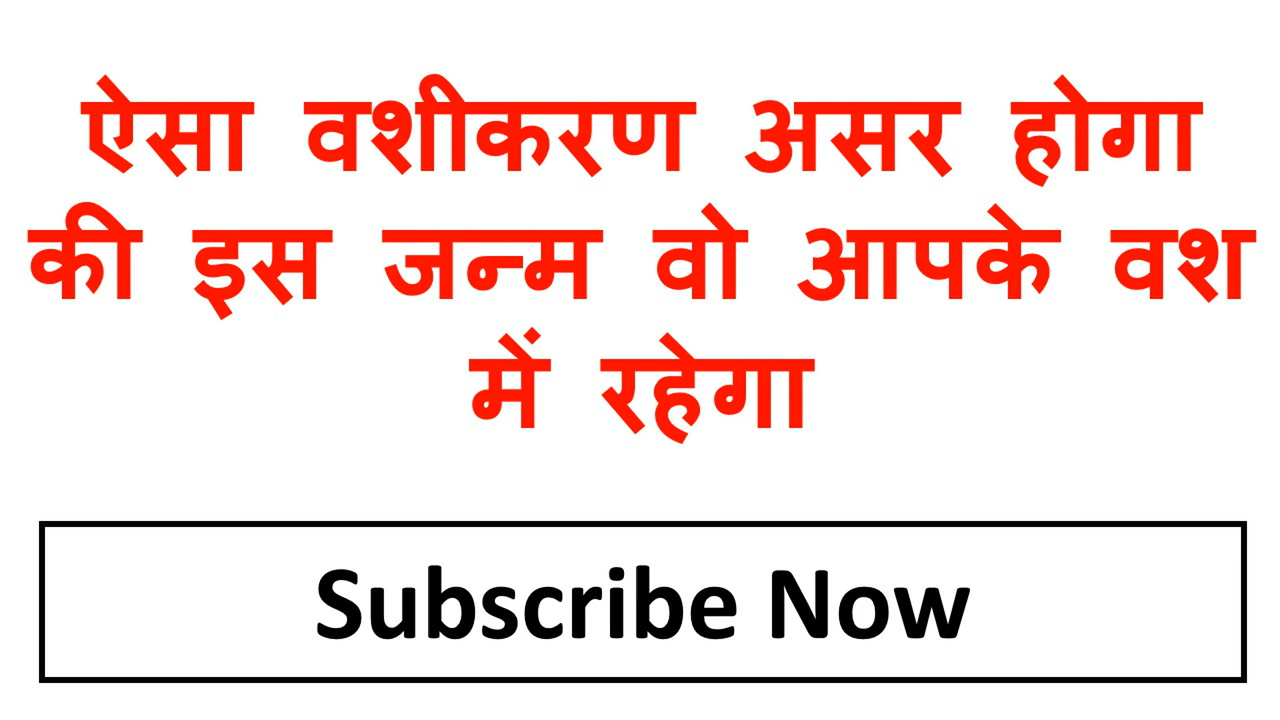 ऐसा वशीकरण असर होगा
की इस जन्म वो आपके वश
में रहेगा
Subscribe Now